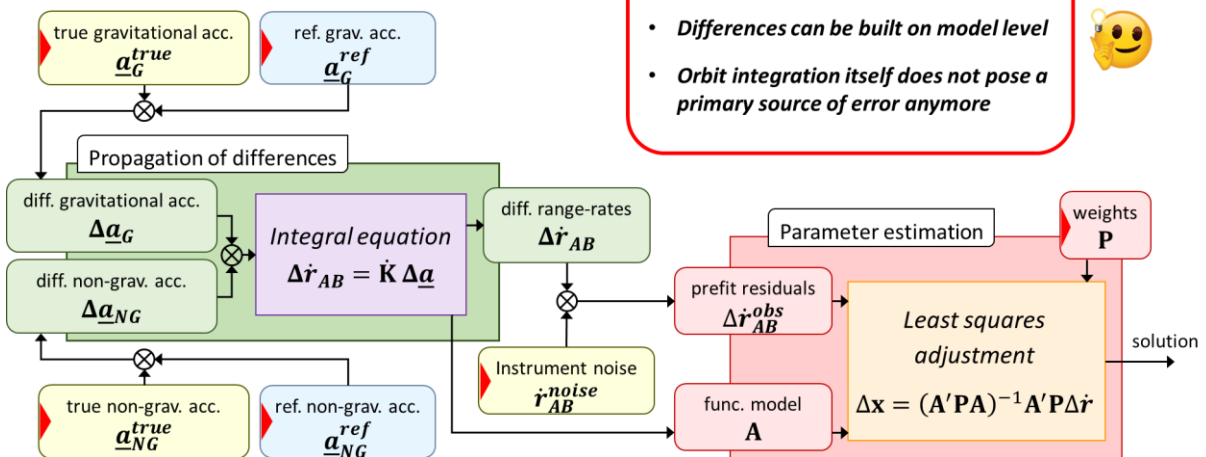 true gravitational acc.
a_G^true
ref. grav. acc.
a_G^ref
• Differences can be built on model level
• Orbit integration itself does not pose a
primary source of error anymore
Propagation of differences
diff. gravitational acc.
Δa_G
diff. non-grav. acc.
Δa_NG
Integral equation
Δṙ_AB = K̇ Δa
diff. range-rates
Δṙ_AB
Instrument noise
ṙ_AB^noise
true non-grav. acc.
a_NG^true
ref. non-grav. acc.
a_NG^ref
Parameter estimation
weights
P
prefit residuals
Δṙ_AB^obs
func. model
A
Least squares
adjustment
Δx = (A′PA)⁻¹A′PΔṙ
solution